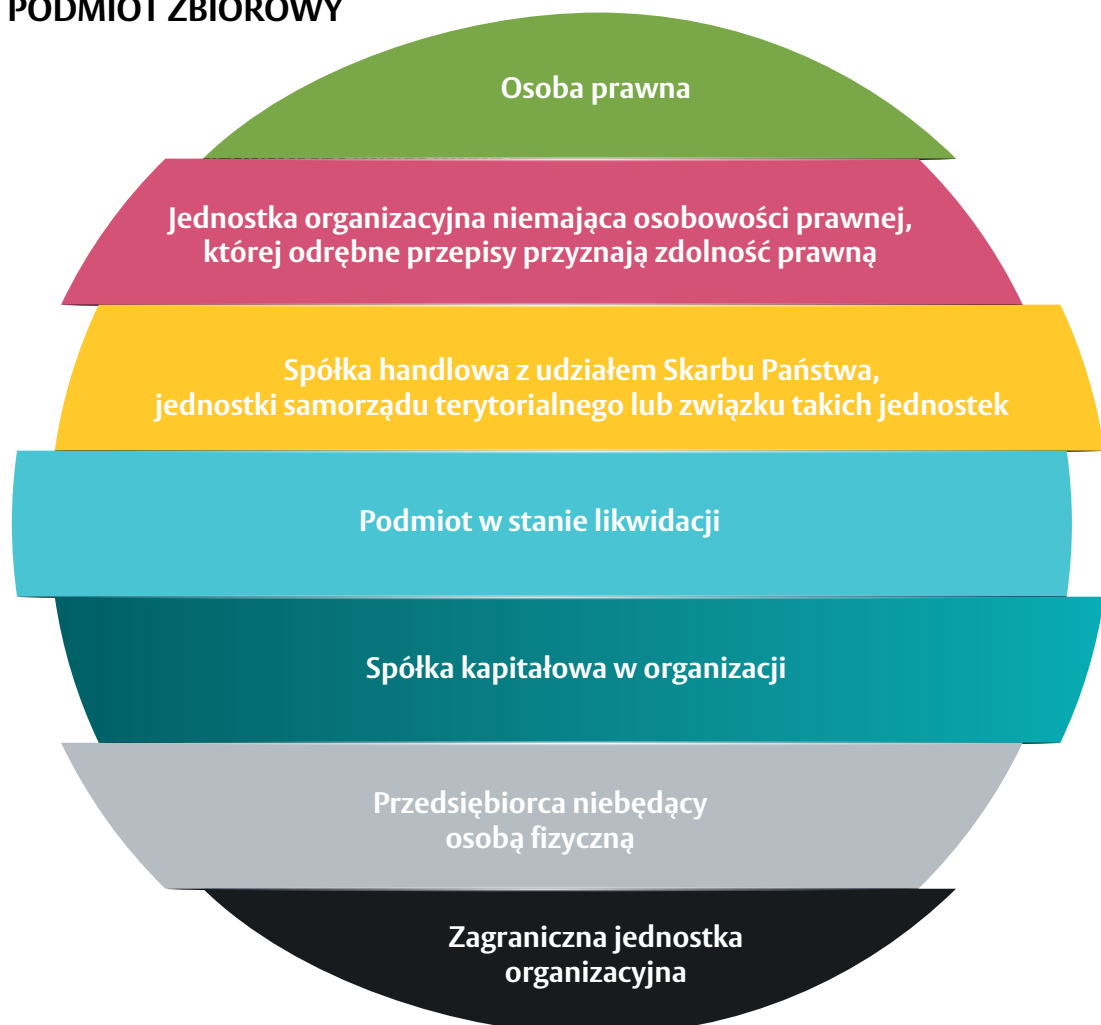 PODMIOT ZBIOROWY
Osoba prawna
Jednostka organizacyjna niemająca osobowości prawnej,
której odrębne przepisy przyznają zdolność prawną
Spółka handlowa z udziałem Skarbu Państwa,
jednostki samorządu terytorialnego lub związku takich jednostek
Podmiot w stanie likwidacji
Spółka kapitałowa w organizacji
Przedsiębiorca niebędący
osobą fizyczną
Zagraniczna jednostka
organizacyjna